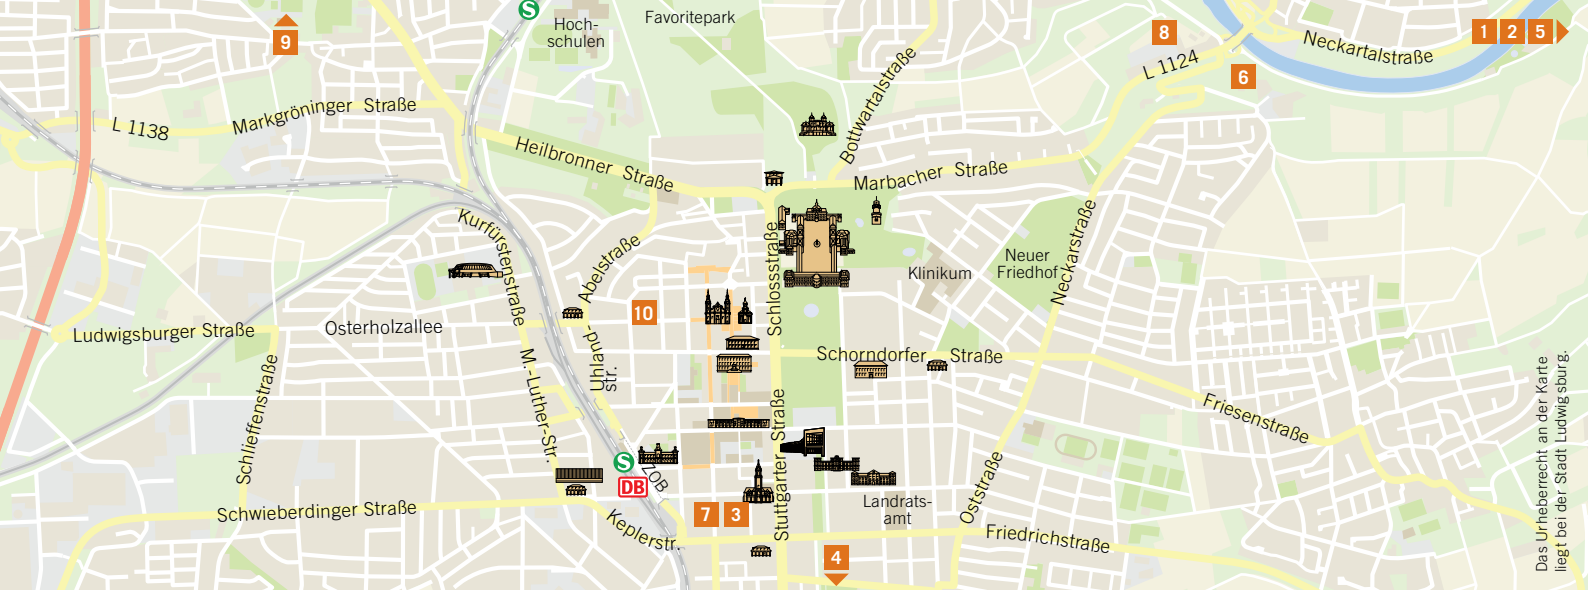 S
Hoch-
schulen
Favoritepark
9
8
1 2 5
Neckartalstraße
L 1124
6
L 1138
Markgröninger Straße
Bottwartalstraße
Heilbronner Straße
Marbacher Straße
Kurfürstenstraße
Abelstraße
Schlossstraße
Klinikum
Neuer
Friedhof
Neckarstraße
10
Ludwigsburger Straße
Osterholzallee
Uhland-
str.
Schorndorfer Straße
M.-Luther-Str.
Schlieffenstraße
Stuttgarter Straße
Friesenstraße
S
ZOB
DB
Schwieberdinger Straße
Keplerstr.
7 3
Landrats-
amt
Oststraße
Friedrichstraße
4
Das Urheberrecht an der Karte
liegt bei der Stadt Ludwigsburg.